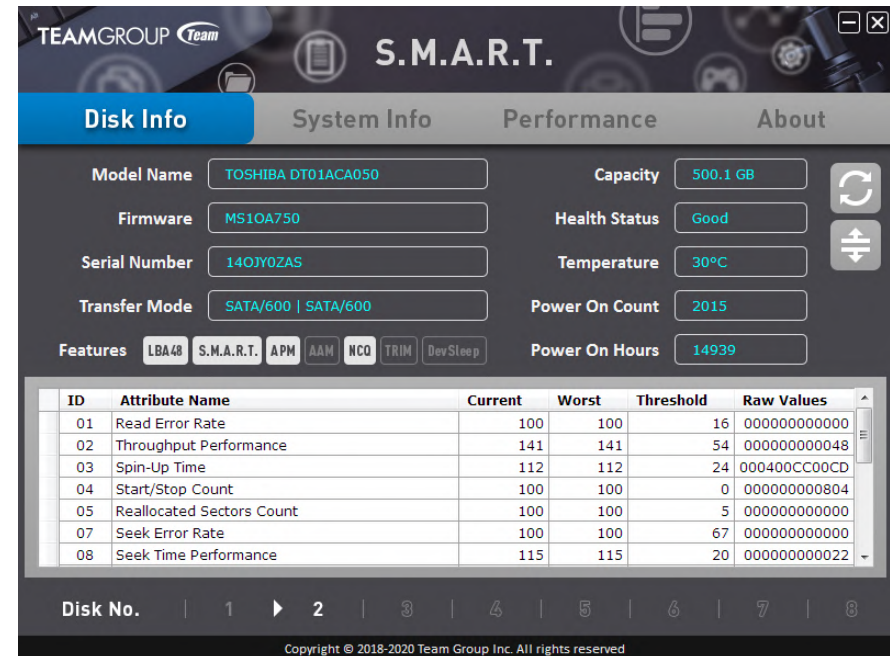 TEAMGROUP Team
S.M.A.R.T.
Disk Info System Info Performance About
Model Name TOSHIBA DT01ACA050 Capacity 500.1 GB
Firmware MS1OA750 Health Status Good
Serial Number 14OJY0ZAS Temperature 30°C
Transfer Mode SATA/600 | SATA/600 Power On Count 2015
Features LBA48 S.M.A.R.T. APM AAM NCQ TRIM DevSleep Power On Hours 14939
ID Attribute Name Current Worst Threshold Raw Values
01 Read Error Rate 100 100 16 000000000000
02 Throughput Performance 141 141 54 000000000048
03 Spin-Up Time 112 112 24 000400CC00CD
04 Start/Stop Count 100 100 0 000000000804
05 Reallocated Sectors Count 100 100 5 000000000000
07 Seek Error Rate 100 100 67 000000000000
08 Seek Time Performance 115 115 20 000000000022
Disk No. | 1 2 | 3 | 4 | 5 | 6 | 7 | 8
Copyright © 2018-2020 Team Group Inc. All rights reserved